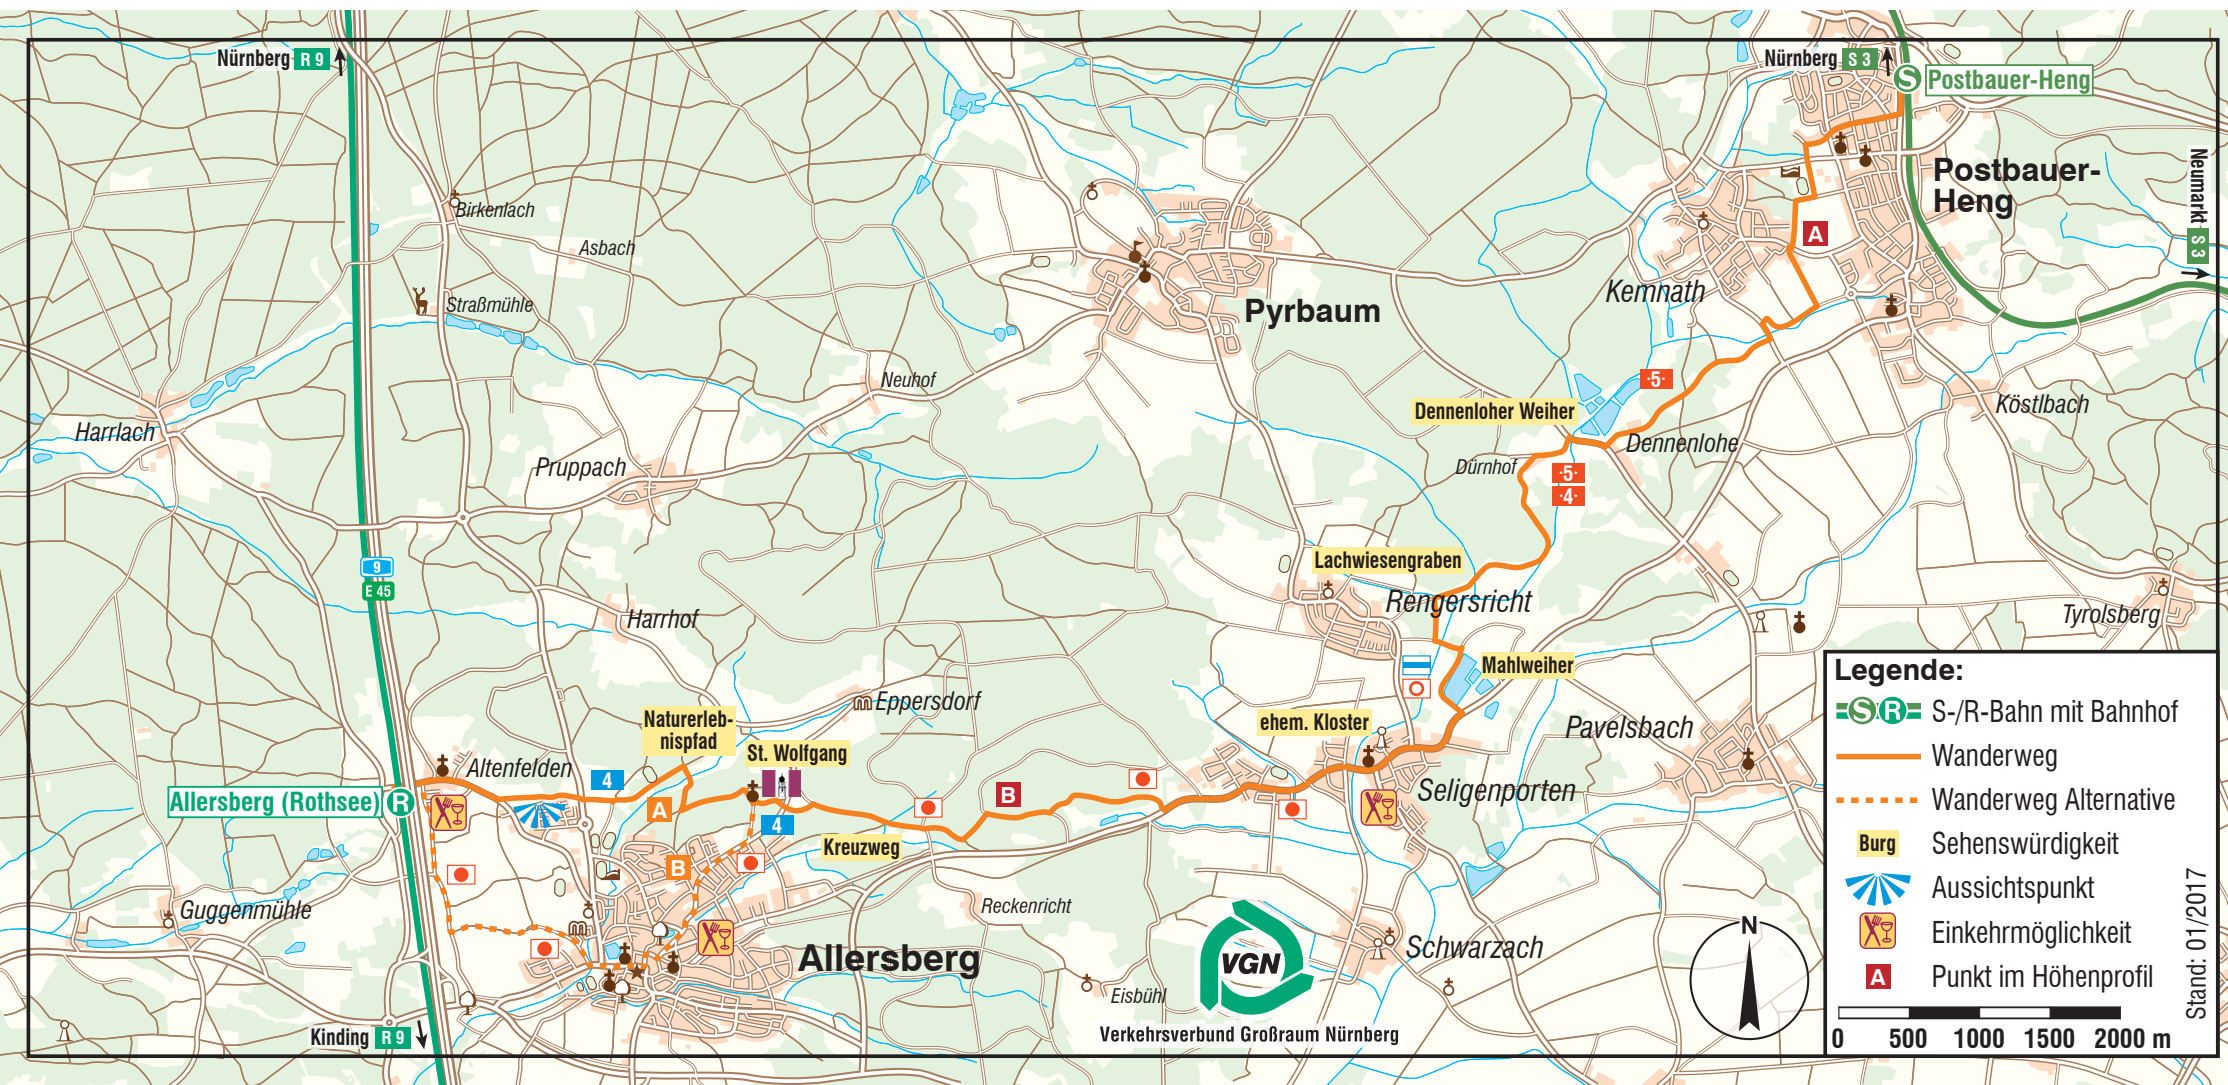 Nürnberg R 9
Nürnberg S 3
S Postbauer-Heng
Postbauer-
Heng
Neumarkt S 3
Birkenlach
Asbach
Straßmühle
A
Kemnath
Pyrbaum
Neuhof
·5·
Dennenloher Weiher
Köstlbach
Harrlach
Pruppach
Dürnhof
Dennenlohe
·5·
·4·
9
E 45
Lachwiesengraben
Rengersricht
Harrhof
Tyrolsberg
Mahlweiher
Eppersdorf
Naturerleb-
nispfad
ehem. Kloster
Pavelsbach
St. Wolfgang
Altenfelden
4
Allersberg (Rothsee) R
A
B
Seligenporten
4
Kreuzweg
B
Guggenmühle
Reckenricht
Allersberg
Schwarzach
Eisbühl
Kinding R 9
VGN
Verkehrsverbund Großraum Nürnberg
N
Legende:
S R S-/R-Bahn mit Bahnhof
Wanderweg
Wanderweg Alternative
Burg Sehenswürdigkeit
Aussichtspunkt
Einkehrmöglichkeit
A Punkt im Höhenprofil
0 500 1000 1500 2000 m
Stand: 01/2017